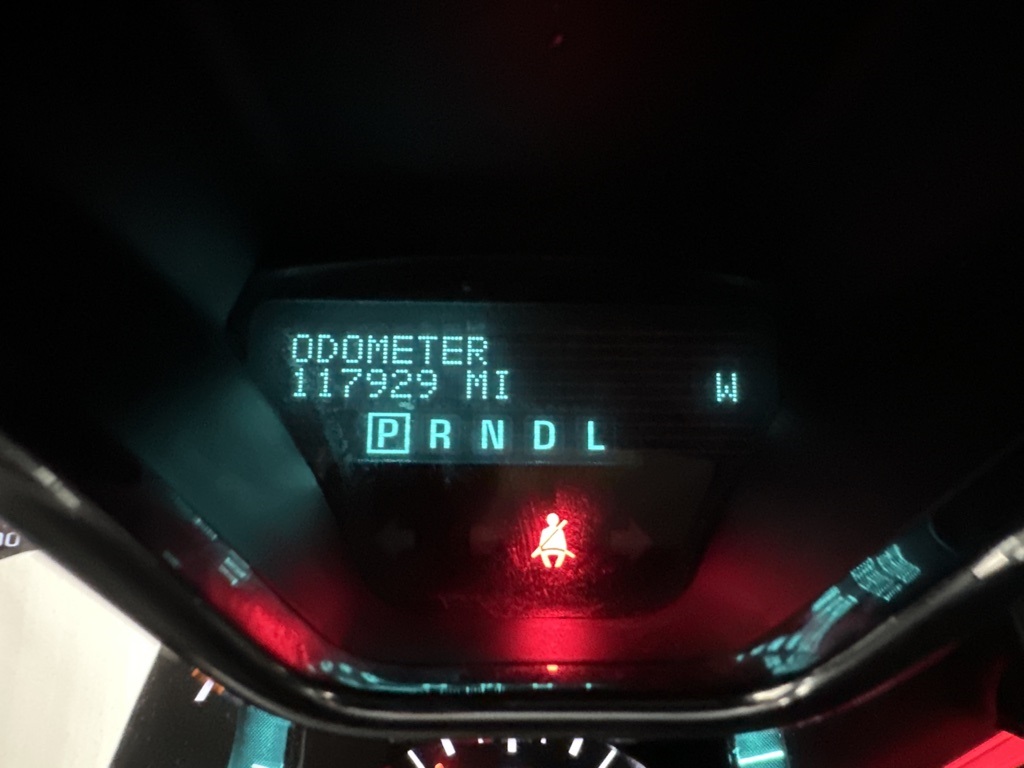 ODOMETER
117929 MI W
P R N D L